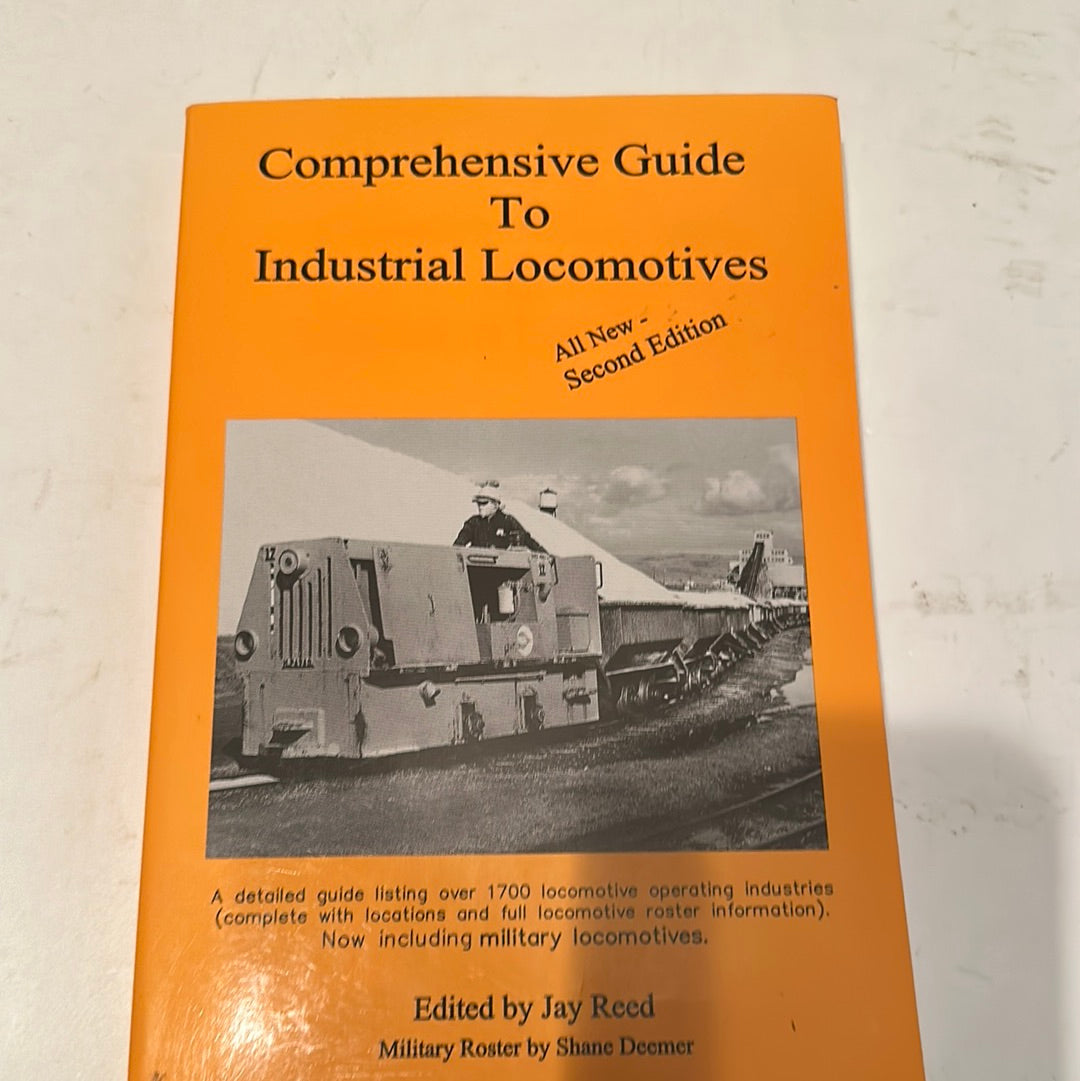 Comprehensive Guide
To
Industrial Locomotives
All New -
Second Edition
12
A detailed guide listing over 1700 locomotive operating industries
(complete with locations and full locomotive roster information).
Now including military locomotives.
Edited by Jay Reed
Military Roster by Shane Deemer